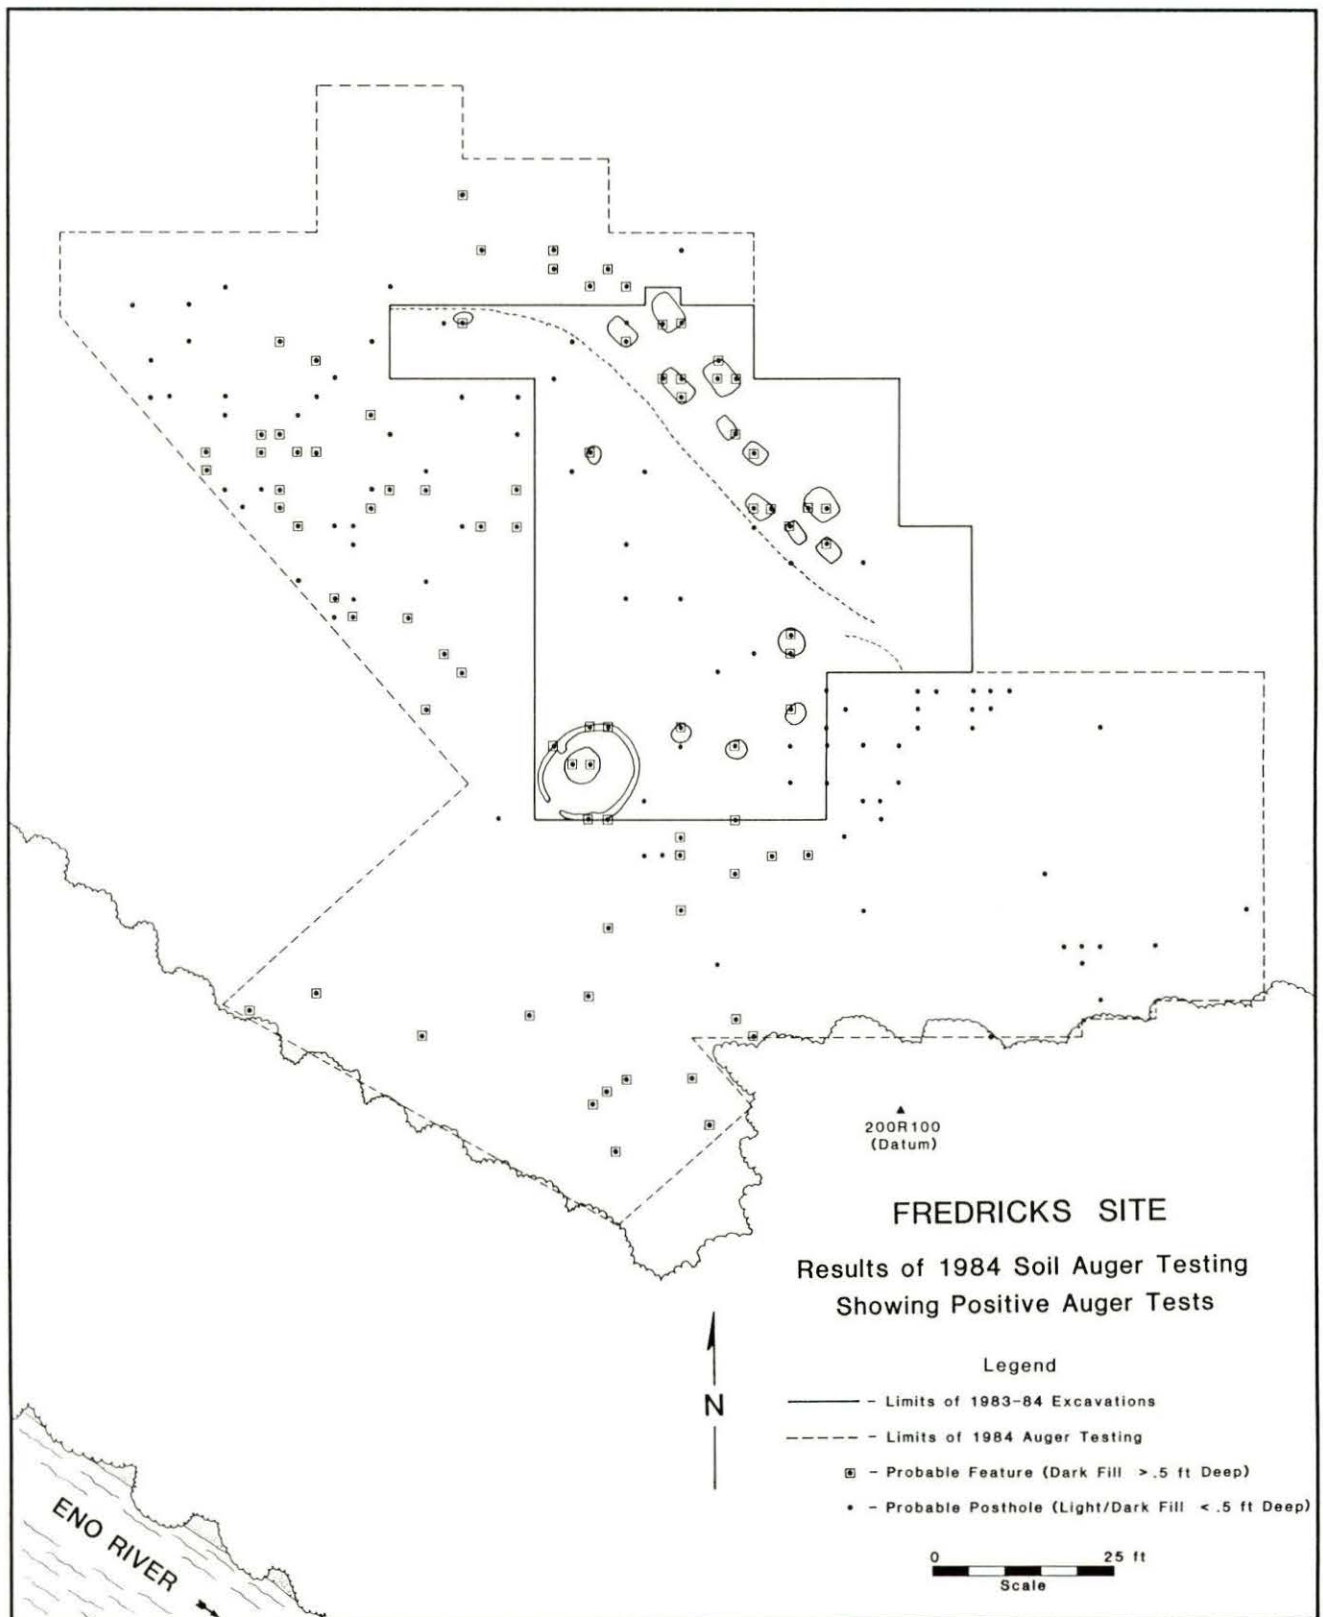 200R100
(Datum)
FREDRICKS SITE
Results of 1984 Soil Auger Testing
Showing Positive Auger Tests
Legend
– Limits of 1983-84 Excavations
– Limits of 1984 Auger Testing
– Probable Feature (Dark Fill > .5 ft Deep)
– Probable Posthole (Light/Dark Fill < .5 ft Deep)
N
0 25 ft
Scale
ENO RIVER